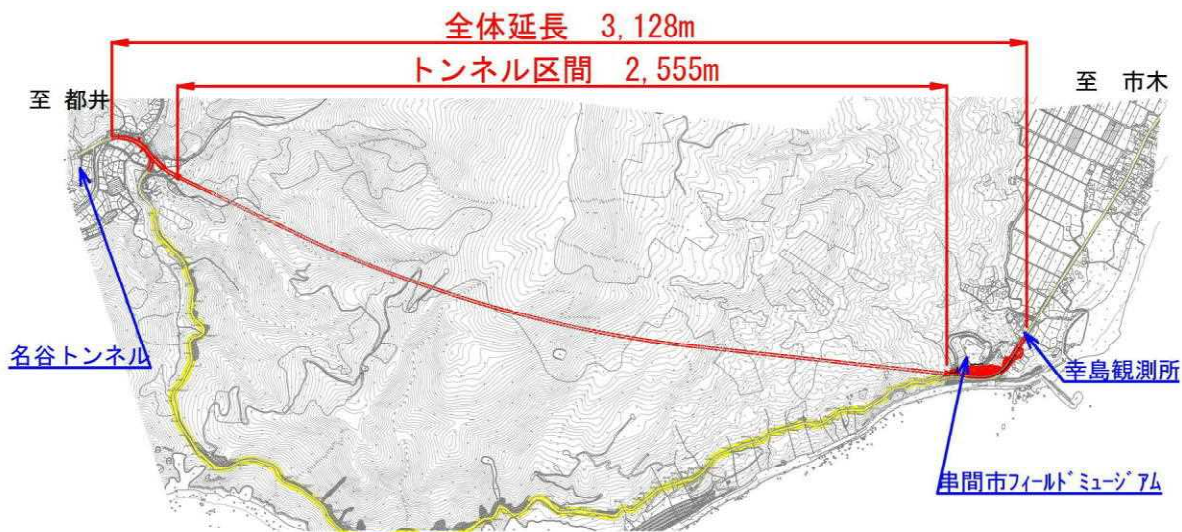 全体延長 3,128m
トンネル区間 2,555m
至 都井
至 市木
名谷トンネル
幸島観測所
串間市フィールドミュージアム